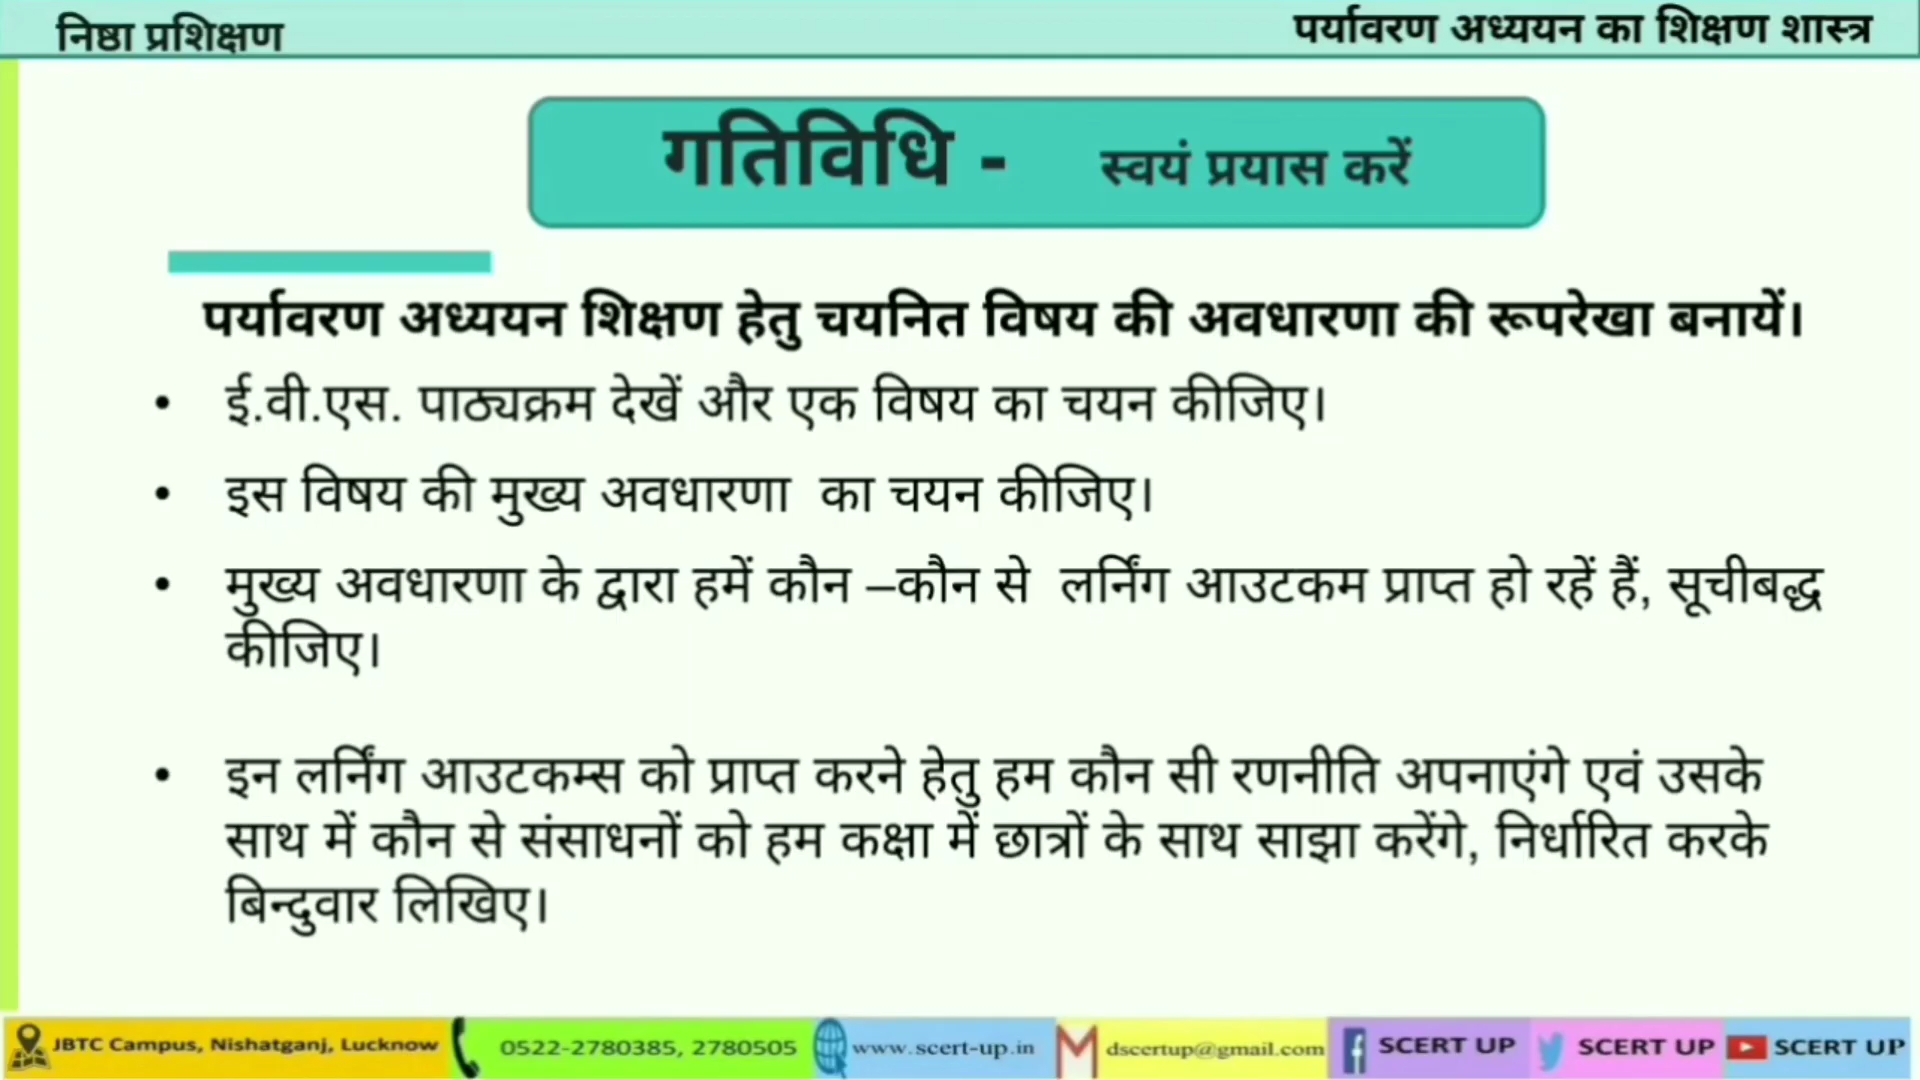 निष्ठा प्रशिक्षण
पर्यावरण अध्ययन का शिक्षण शास्त्र
गतिविधि - स्वयं प्रयास करें
पर्यावरण अध्ययन शिक्षण हेतु चयनित विषय की अवधारणा की रूपरेखा बनायें।
• ई.वी.एस. पाठ्यक्रम देखें और एक विषय का चयन कीजिए।
• इस विषय की मुख्य अवधारणा का चयन कीजिए।
• मुख्य अवधारणा के द्वारा हमें कौन –कौन से लर्निंग आउटकम प्राप्त हो रहें हैं, सूचीबद्ध
कीजिए।
• इन लर्निंग आउटकम्स को प्राप्त करने हेतु हम कौन सी रणनीति अपनाएंगे एवं उसके
साथ में कौन से संसाधनों को हम कक्षा में छात्रों के साथ साझा करेंगे, निर्धारित करके
बिन्दुवार लिखिए।
JBTC Campus, Nishatganj, Lucknow 0522-2780385, 2780505 www.scert-up.in dscertup@gmail.com SCERT UP SCERT UP SCERT UP